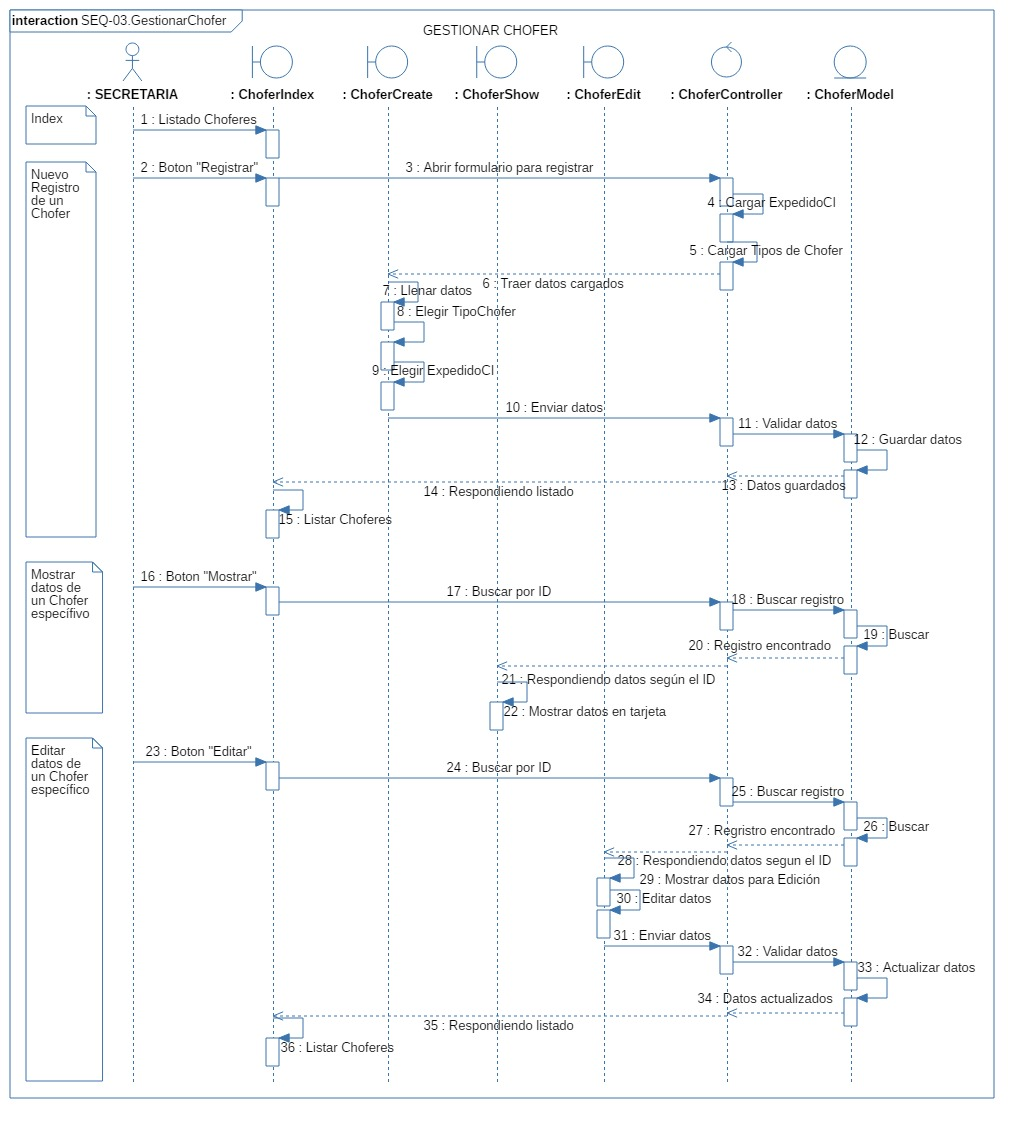 interaction SEQ-03.GestionarChofer
GESTIONAR CHOFER
: SECRETARIA
: ChoferIndex
: ChoferCreate
: ChoferShow
: ChoferEdit
: ChoferController
: ChoferModel
Index
1 : Listado Choferes
Nuevo
Registro
de un
Chofer
2 : Boton "Registrar"
3 : Abrir formulario para registrar
4 : Cargar ExpedidoCI
5 : Cargar Tipos de Chofer
6 : Traer datos cargados
7 : Llenar datos
8 : Elegir TipoChofer
9 : Elegir ExpedidoCI
10 : Enviar datos
11 : Validar datos
12 : Guardar datos
13 : Datos guardados
14 : Respondiendo listado
15 : Listar Choferes
Mostrar
datos de
un Chofer
específivo
16 : Boton "Mostrar"
17 : Buscar por ID
18 : Buscar registro
19 : Buscar
20 : Registro encontrado
21 : Respondiendo datos según el ID
22 : Mostrar datos en tarjeta
Editar
datos de
un Chofer
específico
23 : Boton "Editar"
24 : Buscar por ID
25 : Buscar registro
26 : Buscar
27 : Regristro encontrado
28 : Respondiendo datos segun el ID
29 : Mostrar datos para Edición
30 : Editar datos
31 : Enviar datos
32 : Validar datos
33 : Actualizar datos
34 : Datos actualizados
35 : Respondiendo listado
36 : Listar Choferes